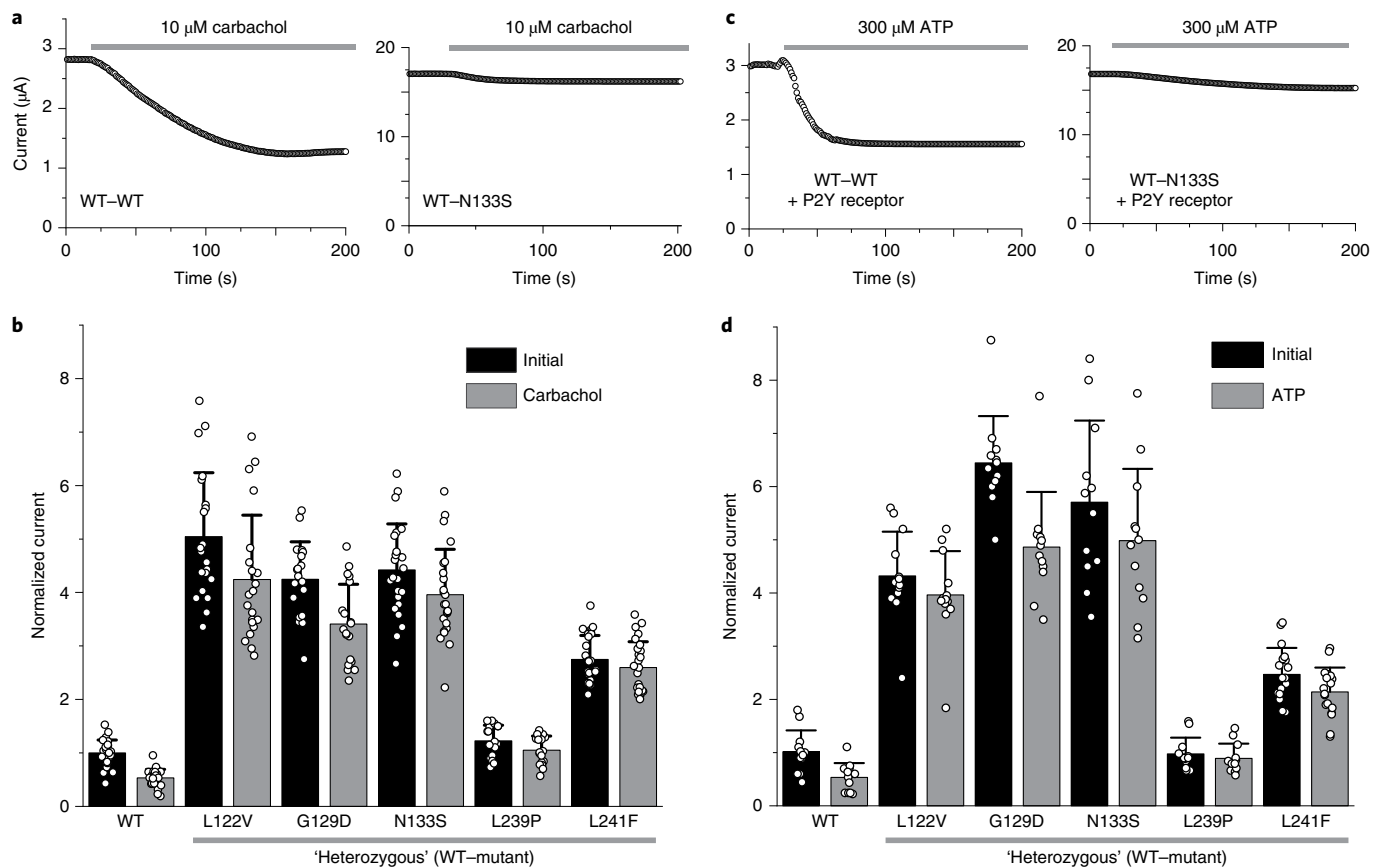 a
10 μM carbachol
10 μM carbachol
Current (μA)
3
2
1
0
20
15
10
5
0
WT–WT
WT–N133S
0 100 200
0 100 200
Time (s)
Time (s)
c
300 μM ATP
300 μM ATP
3
2
1
0
20
15
10
0
WT–WT
+ P2Y receptor
WT–N133S
+ P2Y receptor
0 100 200
0 100 200
Time (s)
Time (s)
b
Normalized current
8
6
4
2
0
Initial
Carbachol
WT L122V G129D N133S L239P L241F
'Heterozygous' (WT–mutant)
d
Normalized current
8
6
4
2
0
Initial
ATP
WT L122V G129D N133S L239P L241F
'Heterozygous' (WT–mutant)